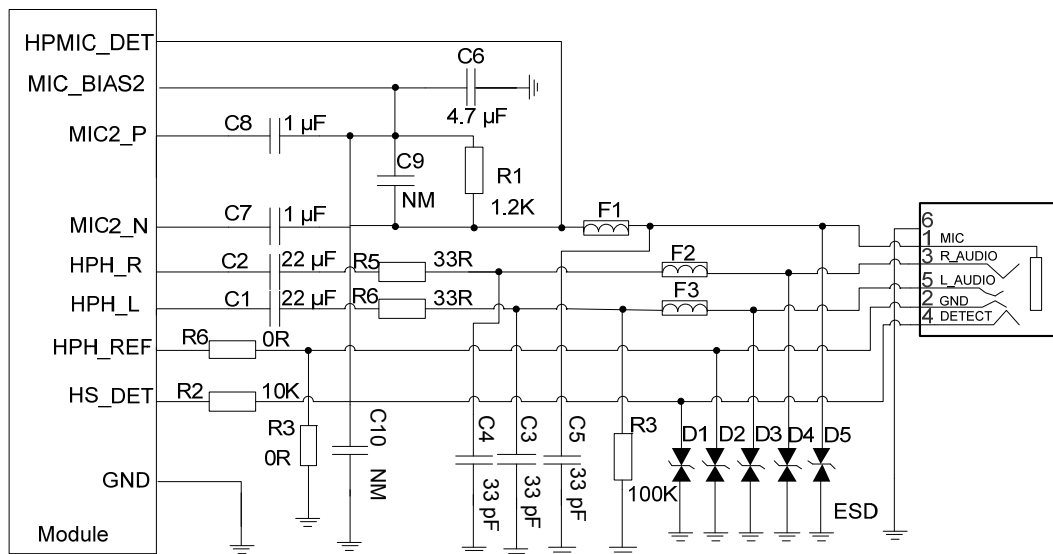 HPMIC_DET
MIC_BIAS2
C6
4.7 µF
MIC2_P
C8
1 µF
C9
NM
R1
1.2K
MIC2_N
C7
1 µF
F1
6
1
MIC
HPH_R
C2
22 µF
R5
33R
F2
3
R_AUDIO
HPH_L
C1
22 µF
R6
33R
F3
5
L_AUDIO
2
GND
4
DETECT
HPH_REF
R6
0R
HS_DET
R2
10K
R3
0R
C10
NM
C4
33 pF
C3
33 pF
C5
33 pF
R3
100K
D1
D2
D3
D4
D5
ESD
GND
Module